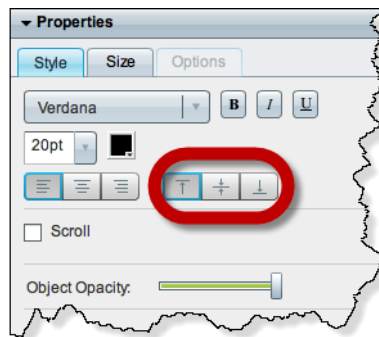 Properties
Style Size Options
Verdana B I U
20pt
Scroll
Object Opacity: